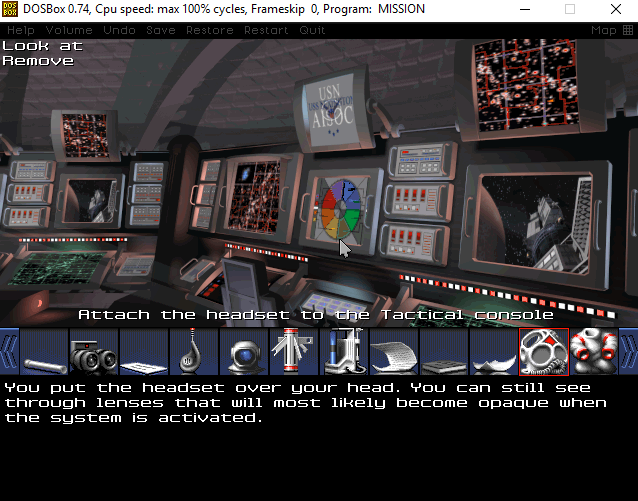 DOSBox 0.74, Cpu speed: max 100% cycles, Frameskip  0, Program:  MISSION
Help Volume Undo Save Restore Restart Quit Map
Look at
Remove
USN
AISOC
Attach the headset to the Tactical console
You put the headset over your head. You can still see
through lenses that will most likely become opaque when
the system is activated.